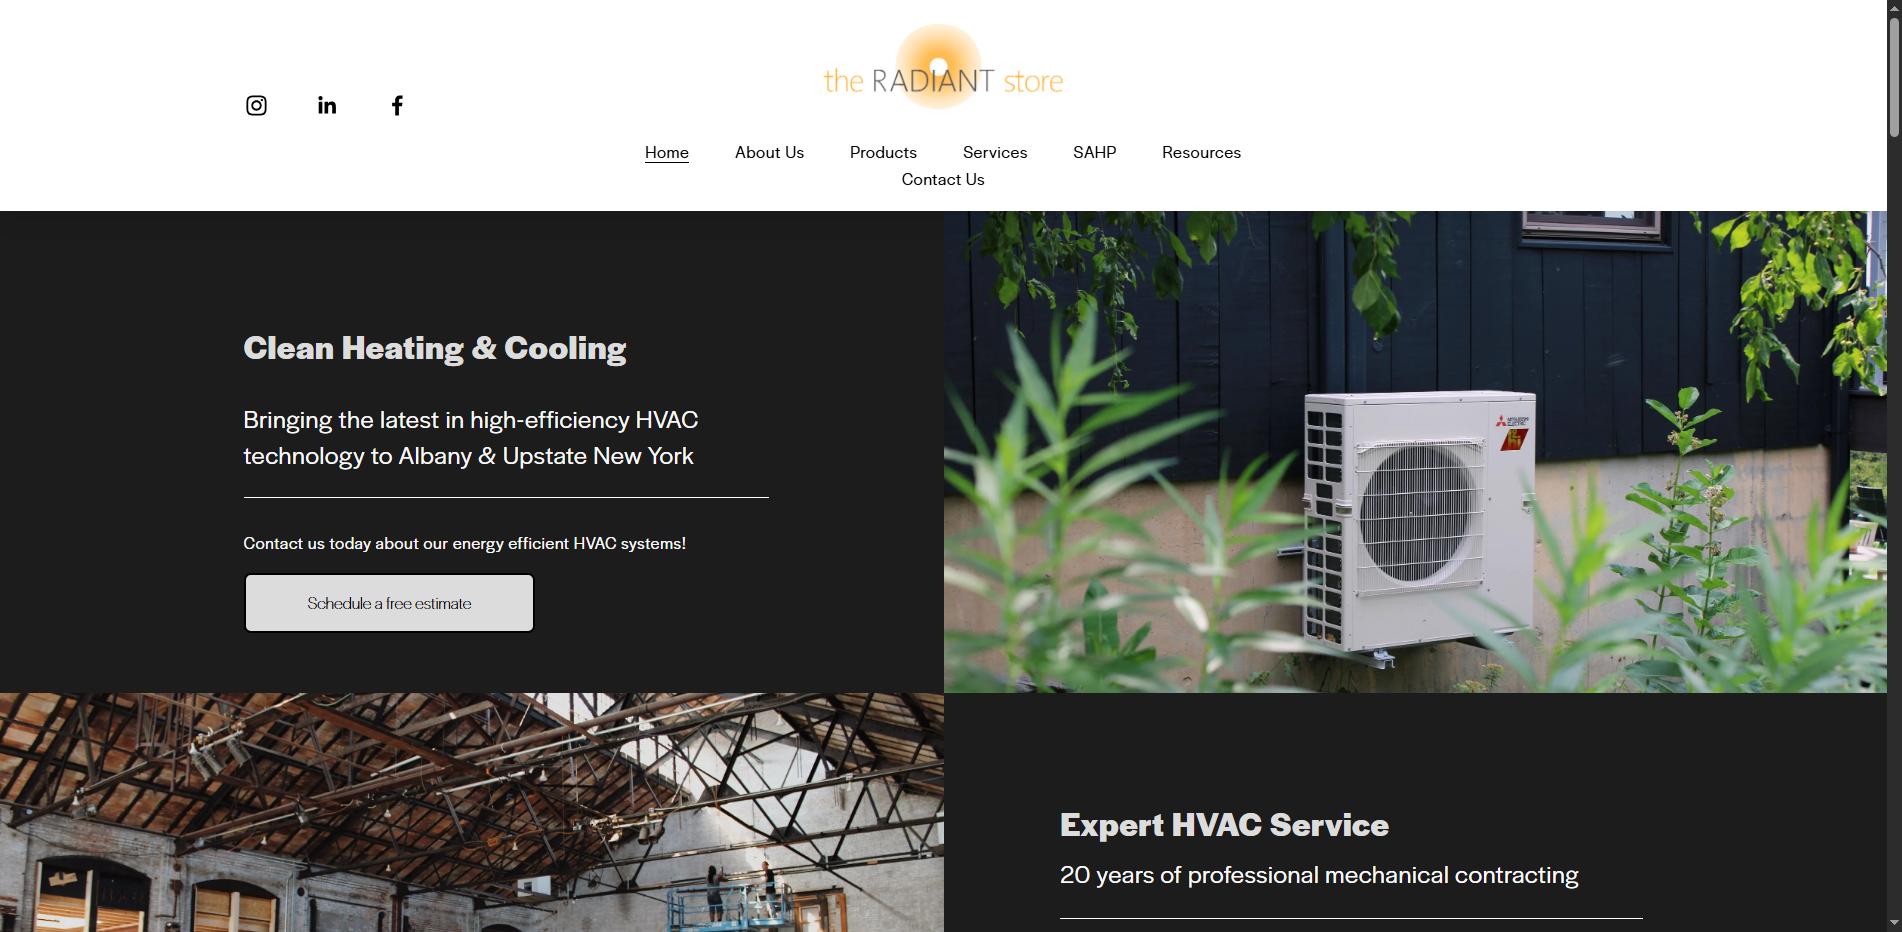 the RADIANT store
Home About Us Products Services SAHP Resources
Contact Us
Clean Heating & Cooling
Bringing the latest in high-efficiency HVAC
technology to Albany & Upstate New York
Contact us today about our energy efficient HVAC systems!
Schedule a free estimate
MITSUBISHI
ELECTRIC
Expert HVAC Service
20 years of professional mechanical contracting